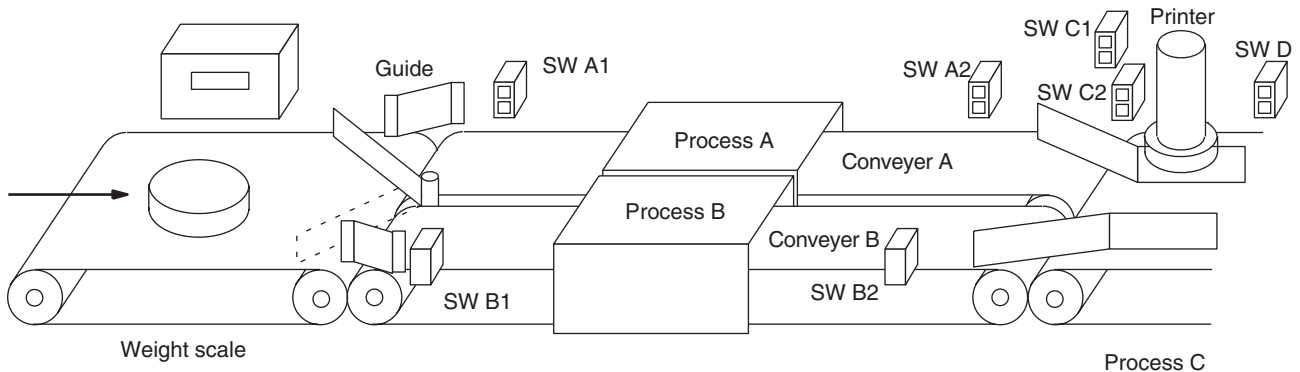 SW C1
Printer
SW D
Guide
SW A1
SW A2
SW C2
Process A
Conveyer A
Process B
Conveyer B
SW B1
SW B2
Weight scale
Process C